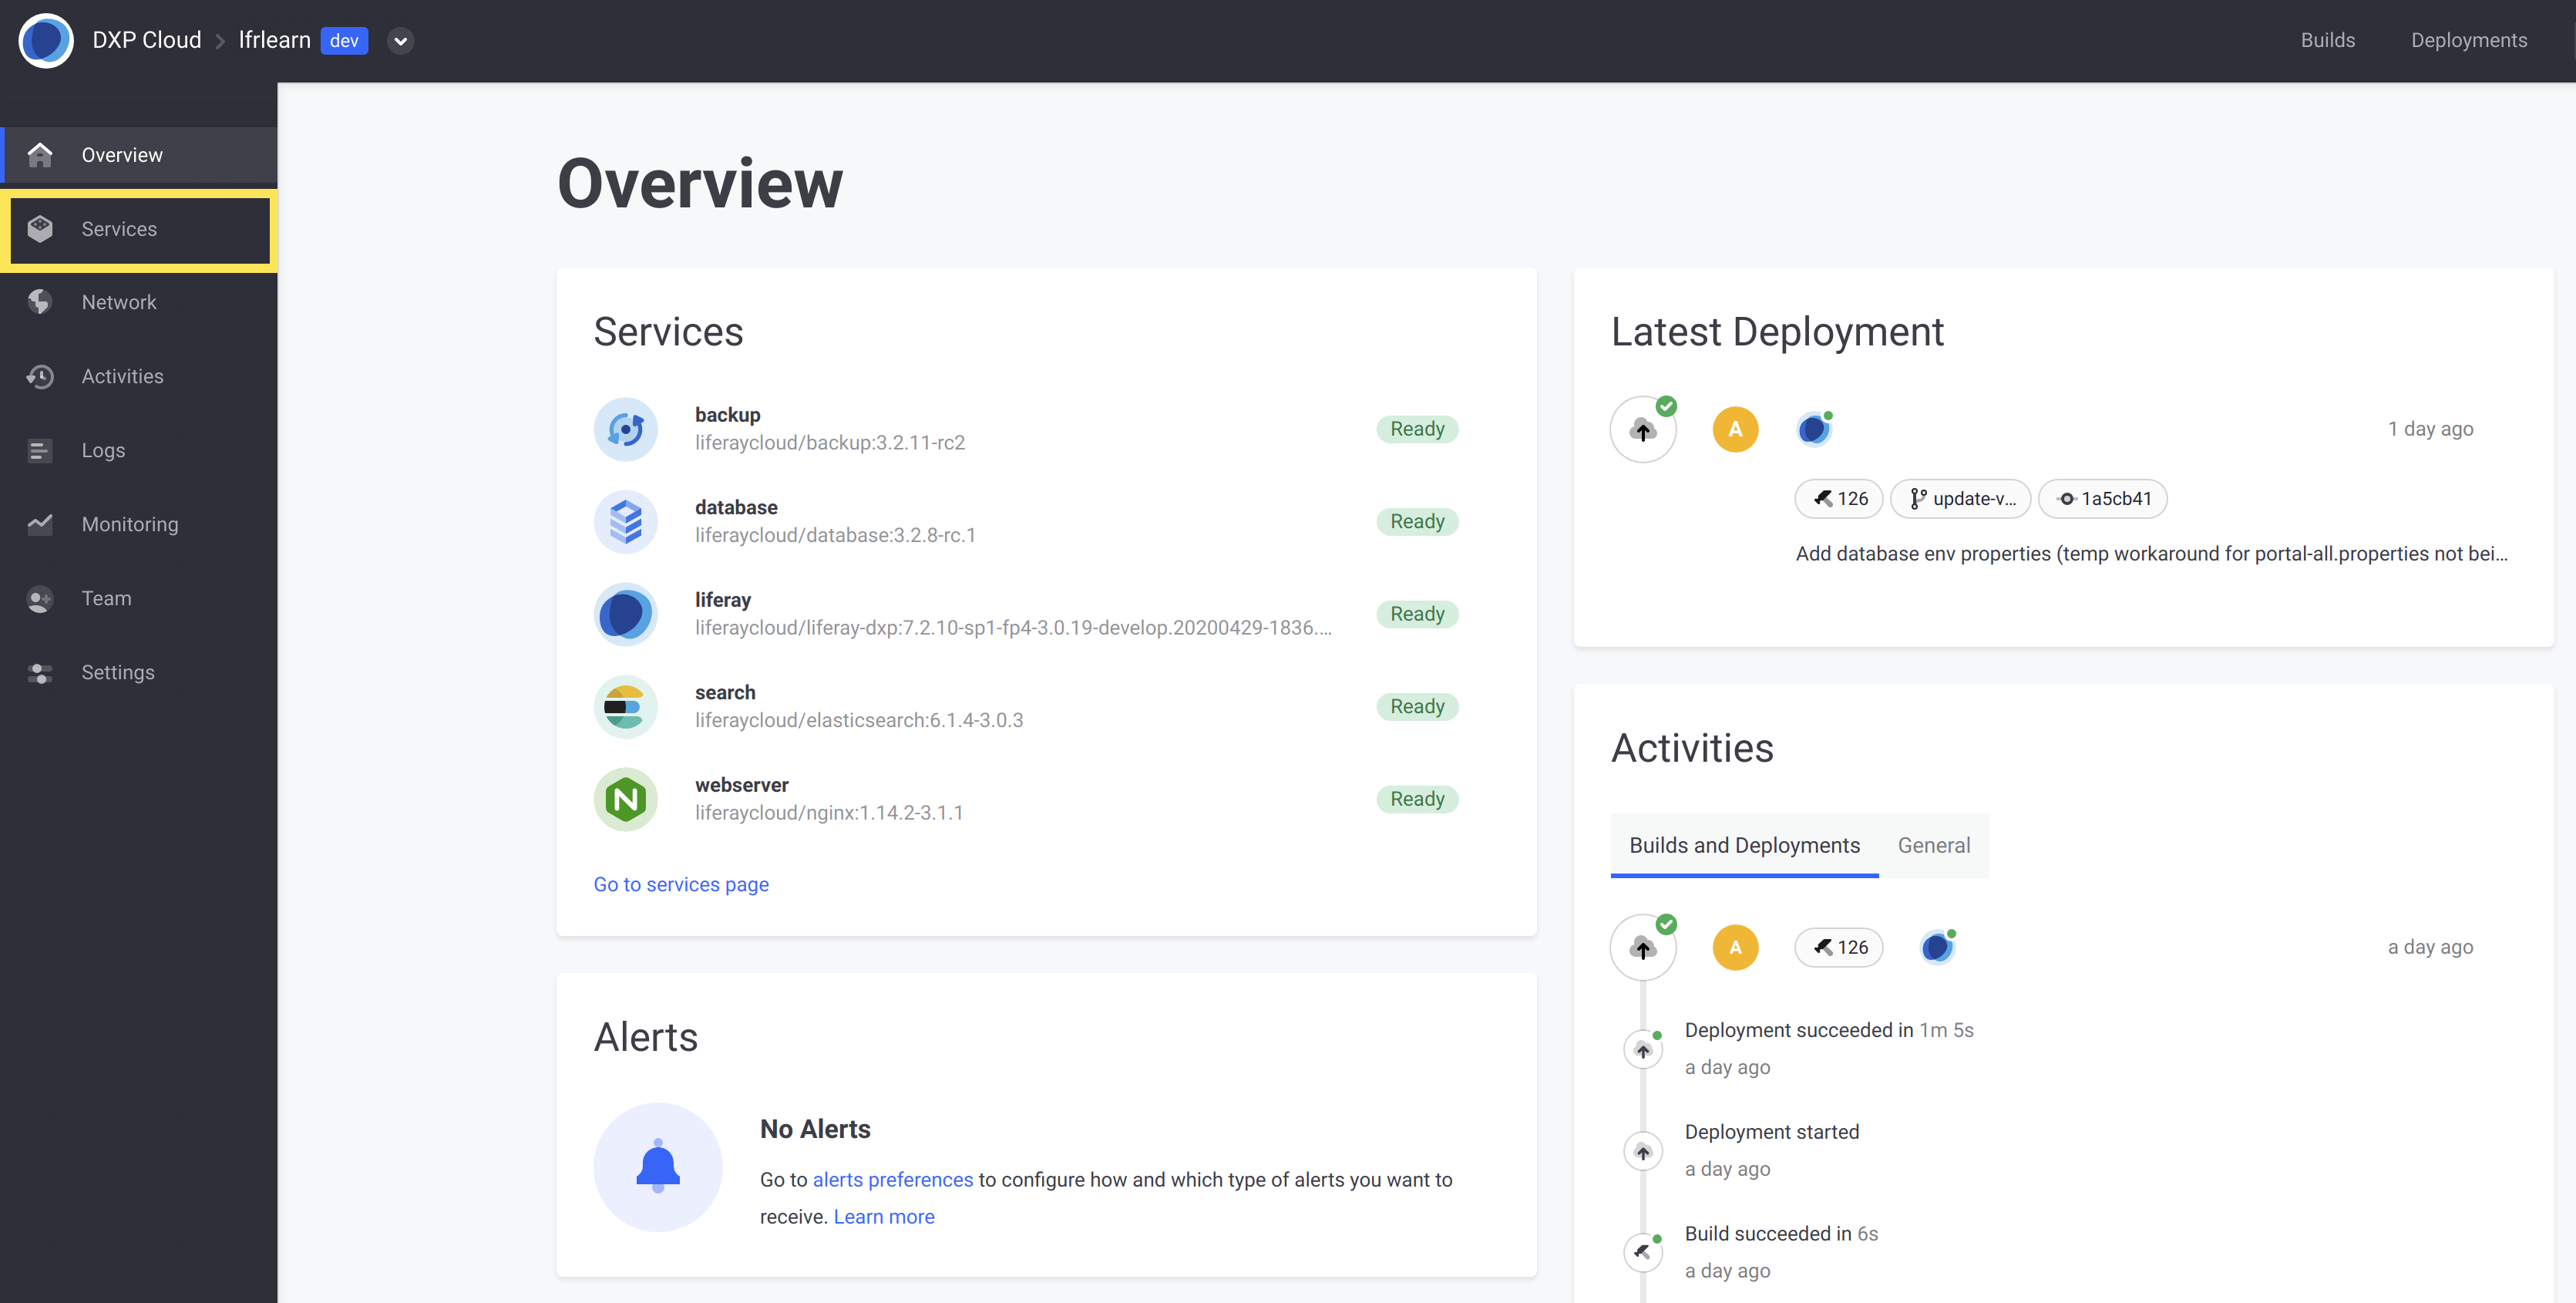 DXP Cloud
lfrlearn
dev
Builds
Deployments
Overview
Services
Network
Activities
Logs
Monitoring
Team
Settings
Overview
Services
backup
liferaycloud/backup:3.2.11-rc2
Ready
database
liferaycloud/database:3.2.8-rc.1
Ready
liferay
liferaycloud/liferay-dxp:7.2.10-sp1-fp4-3.0.19-develop.20200429-1836....
Ready
search
liferaycloud/elasticsearch:6.1.4-3.0.3
Ready
webserver
liferaycloud/nginx:1.14.2-3.1.1
Ready
Go to services page
Alerts
No Alerts
Go to alerts preferences to configure how and which type of alerts you want to
receive. Learn more
Latest Deployment
A
1 day ago
126
update-v...
1a5cb41
Add database env properties (temp workaround for portal-all.properties not bei...
Activities
Builds and Deployments
General
A
126
a day ago
Deployment succeeded in 1m 5s
a day ago
Deployment started
a day ago
Build succeeded in 6s
a day ago